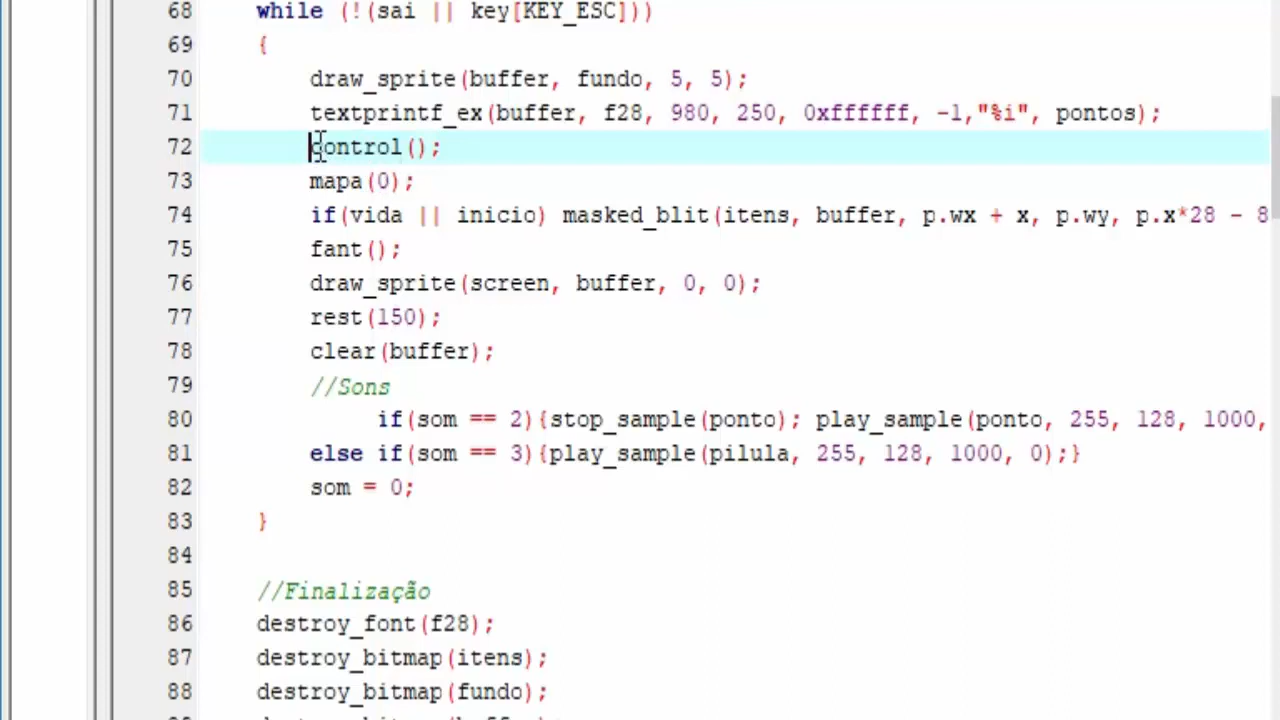 68 while (!(sai || key[KEY_ESC]))
69 {
70 draw_sprite(buffer, fundo, 5, 5);
71 textprintf_ex(buffer, f28, 980, 250, 0xffffff, -1,"%i", pontos);
72 control();
73 mapa(0);
74 if(vida || inicio) masked_blit(itens, buffer, p.wx + x, p.wy, p.x*28 - 8
75 fant();
76 draw_sprite(screen, buffer, 0, 0);
77 rest(150);
78 clear(buffer);
79 //Sons
80 if(som == 2){stop_sample(ponto); play_sample(ponto, 255, 128, 1000,
81 else if(som == 3){play_sample(pilula, 255, 128, 1000, 0);}
82 som = 0;
83 }
84
85 //Finalização
86 destroy_font(f28);
87 destroy_bitmap(itens);
88 destroy_bitmap(fundo);